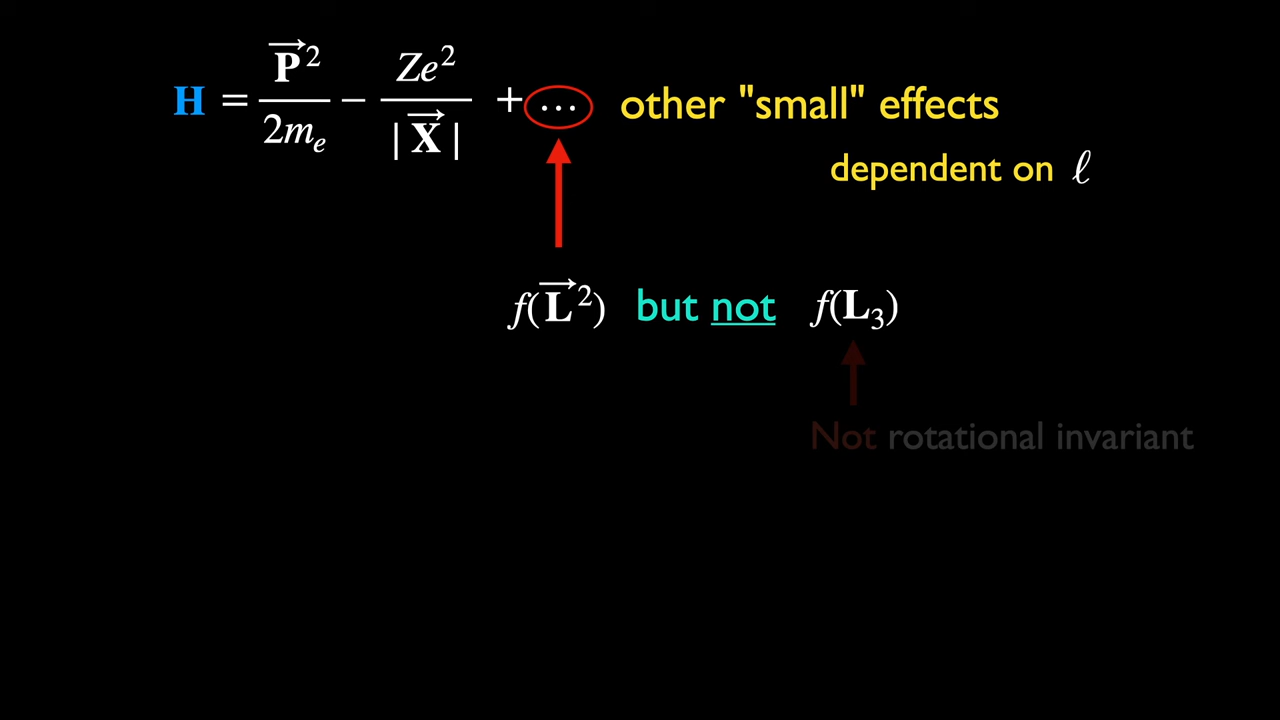 H = P⃗² / 2mₑ − Ze² / |X⃗| + … other "small" effects
dependent on ℓ
f(L⃗²) but not f(L₃)
Not rotational invariant